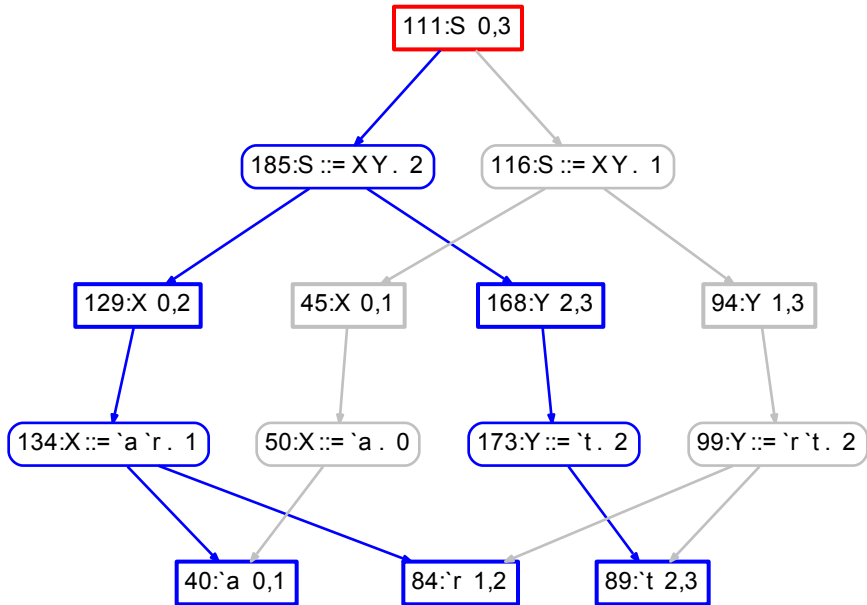 111:S 0,3
185:S ::= X Y . 2
116:S ::= X Y . 1
129:X 0,2
45:X 0,1
168:Y 2,3
94:Y 1,3
134:X ::= `a `r . 1
50:X ::= `a . 0
173:Y ::= `t . 2
99:Y ::= `r `t . 2
40:`a 0,1
84:`r 1,2
89:`t 2,3